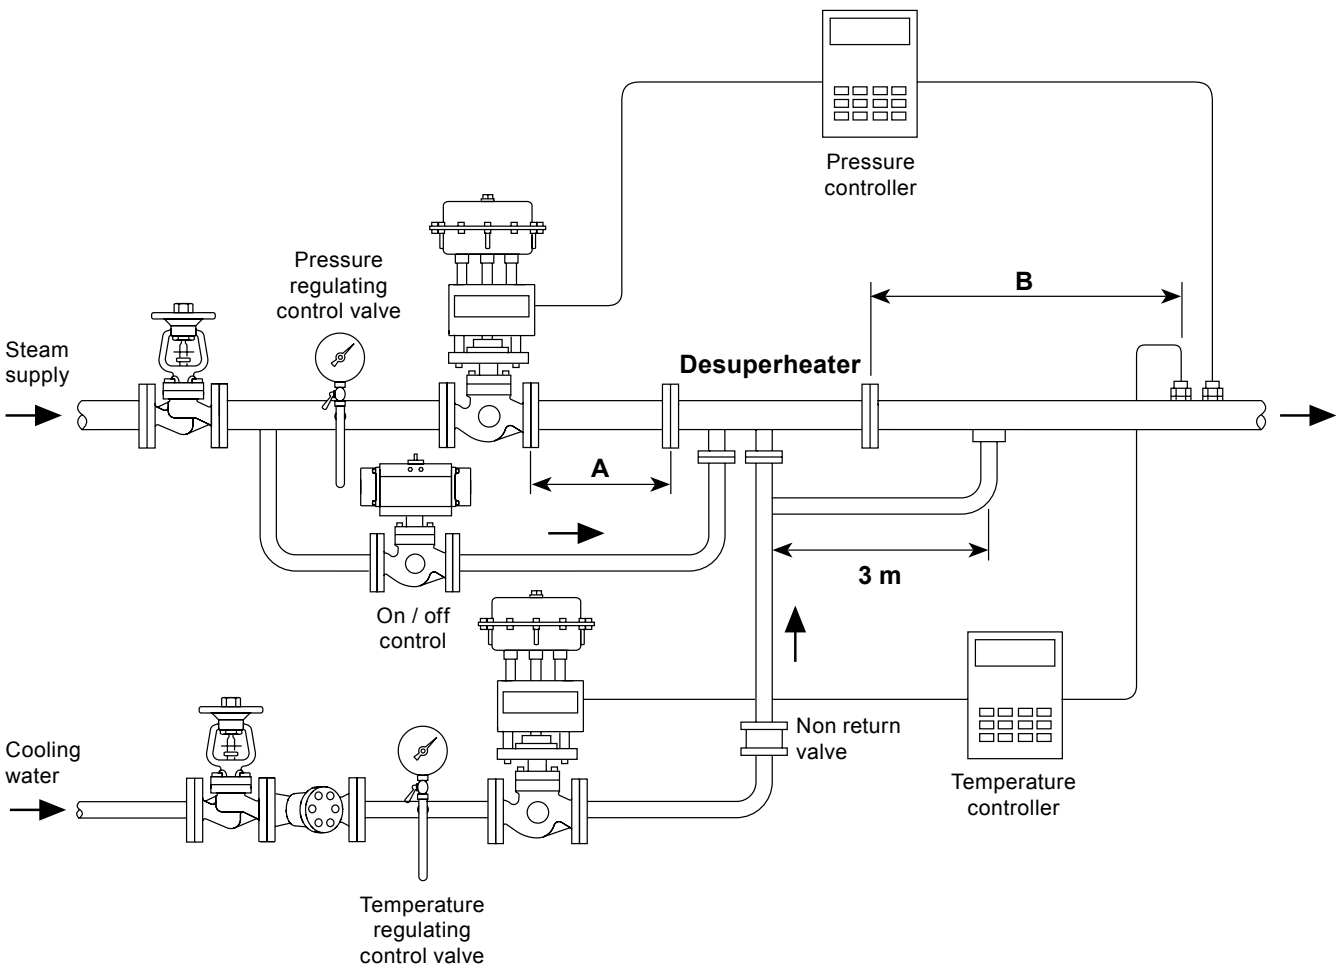 Pressure
controller
Pressure
regulating
control valve
B
Steam
supply
Desuperheater
A
3 m
On / off
control
Non return
valve
Cooling
water
Temperature
controller
Temperature
regulating
control valve